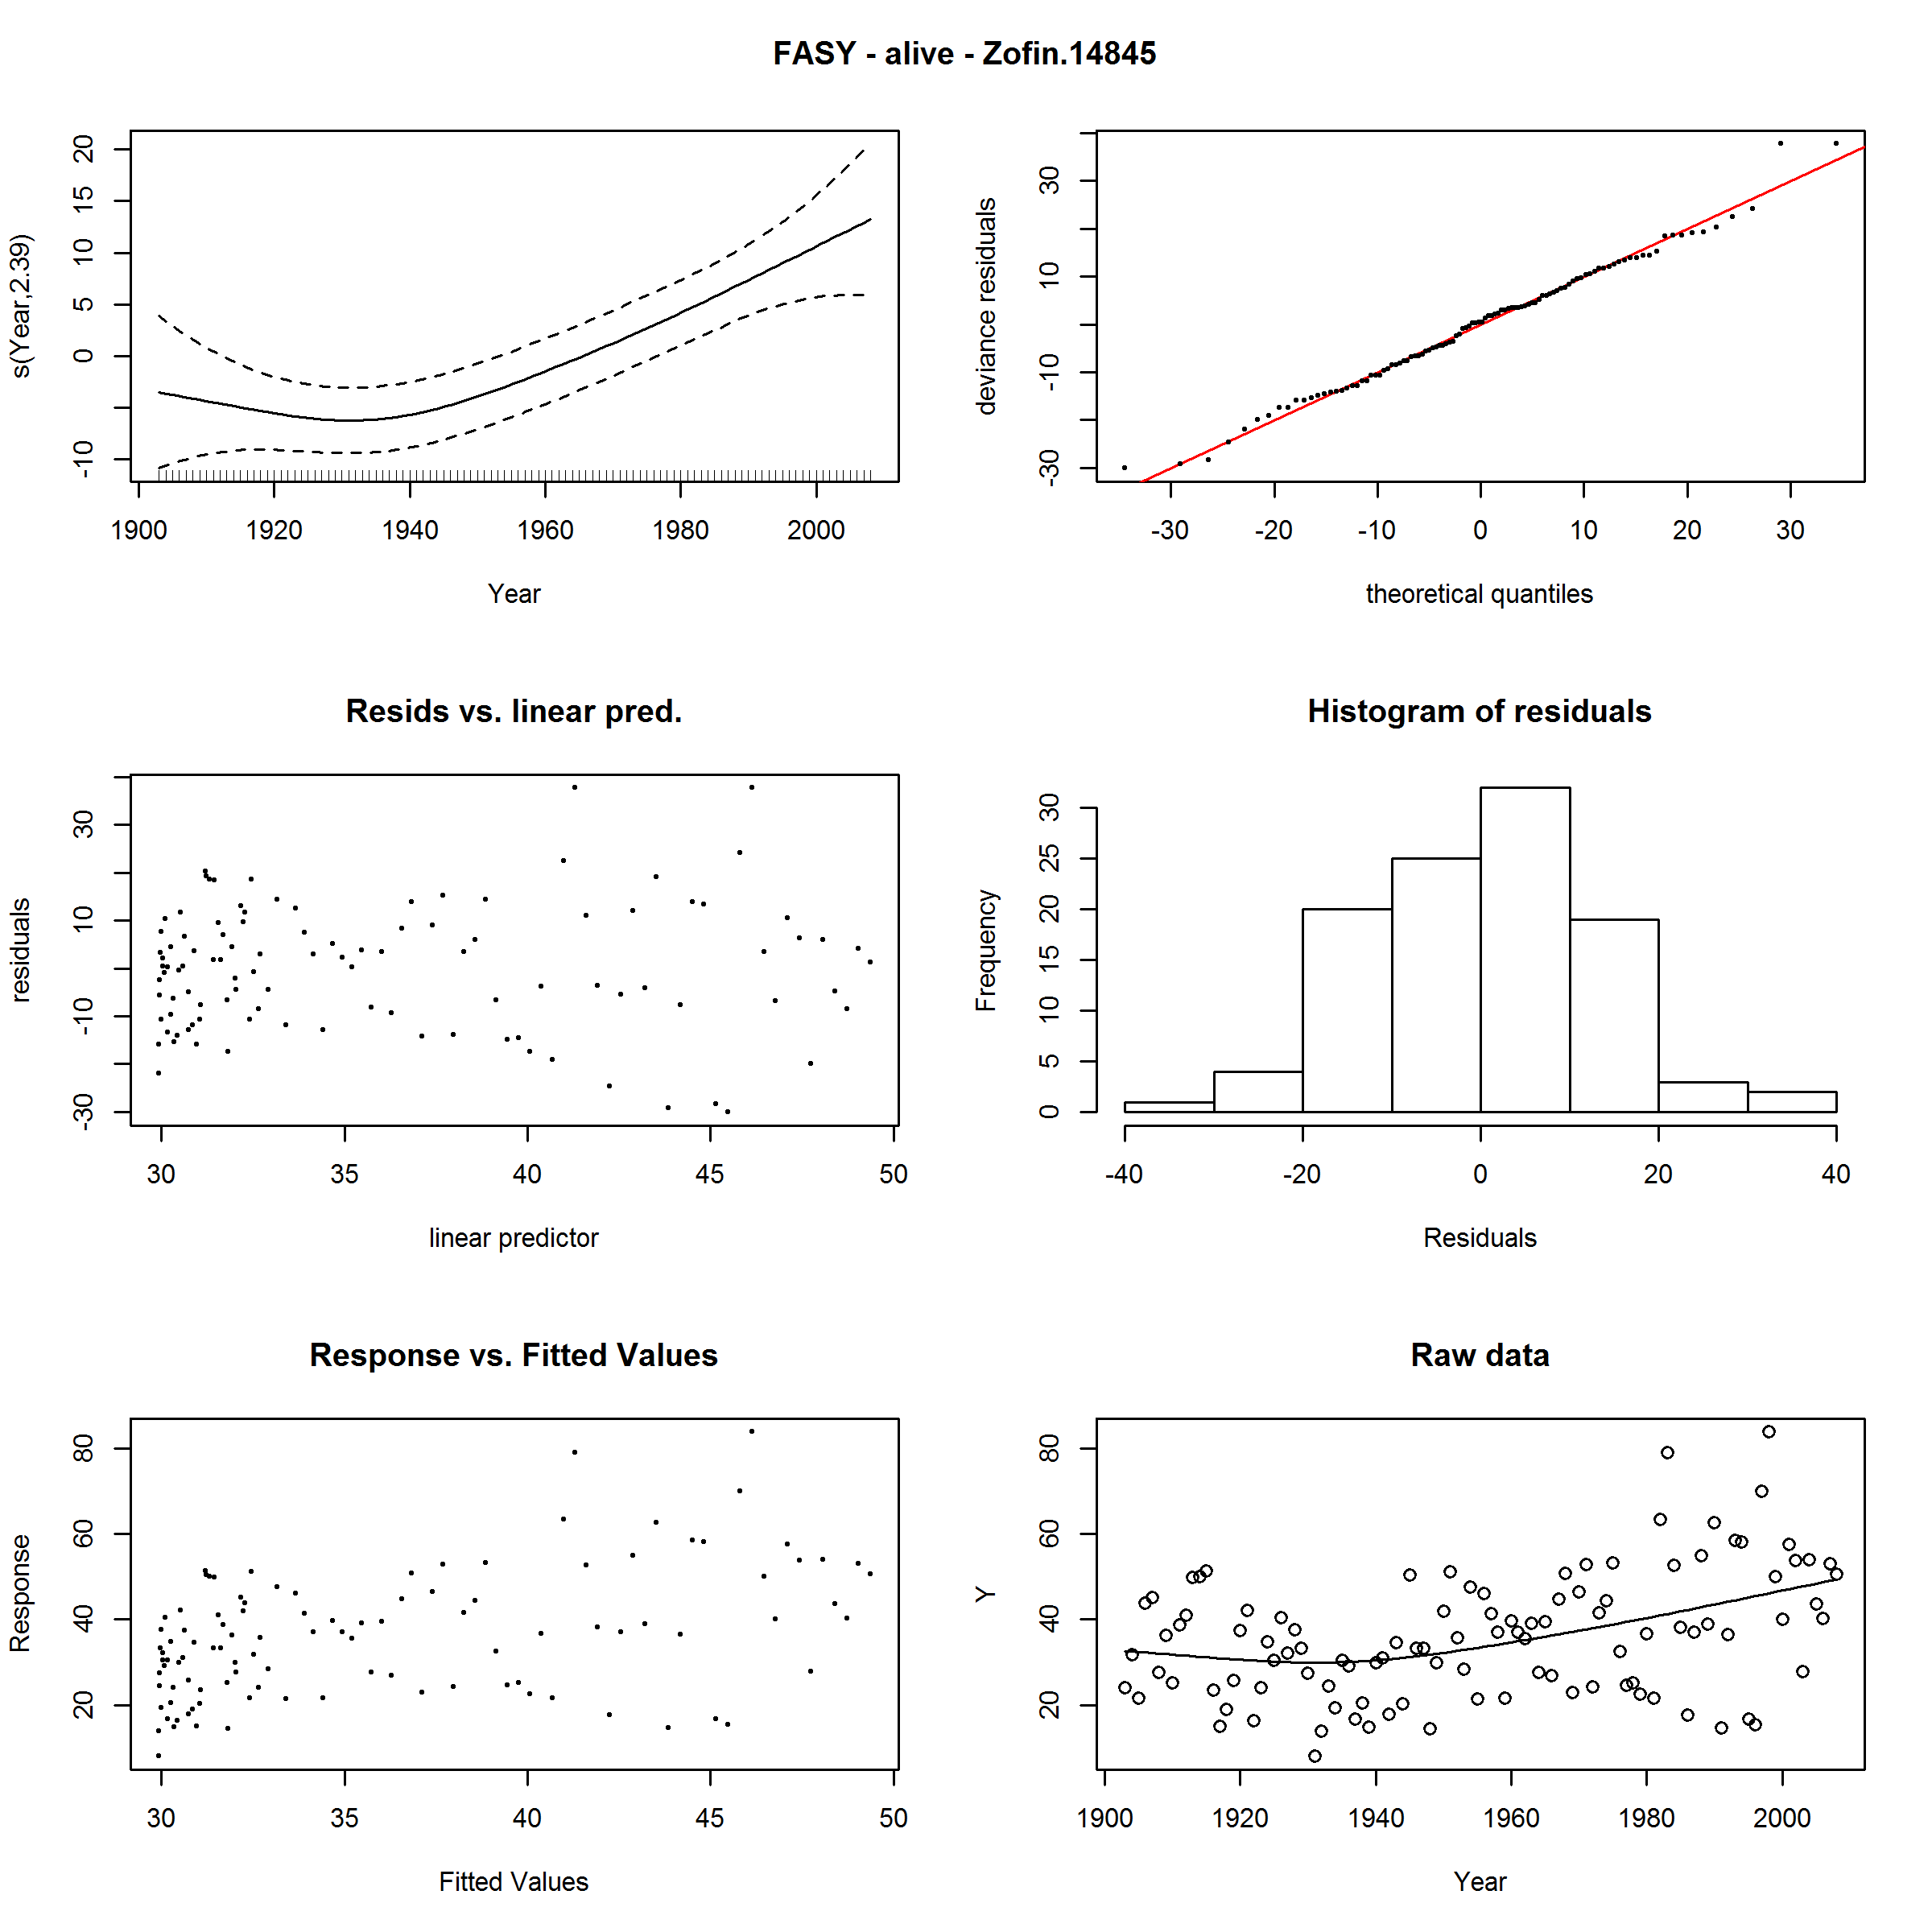 FASY - alive - Zofin.14845
s(Year,2.39)
-10 0 5 10 15 20
1900 1920 1940 1960 1980 2000
Year
deviance residuals
-30 -10 10 30
-30 -20 -10 0 10 20 30
theoretical quantiles
Resids vs. linear pred.
residuals
-30 -10 10 30
30 35 40 45 50
linear predictor
Histogram of residuals
Frequency
0 5 10 15 20 25 30
-40 -20 0 20 40
Residuals
Response vs. Fitted Values
Response
20 40 60 80
30 35 40 45 50
Fitted Values
Raw data
Y
20 40 60 80
1900 1920 1940 1960 1980 2000
Year